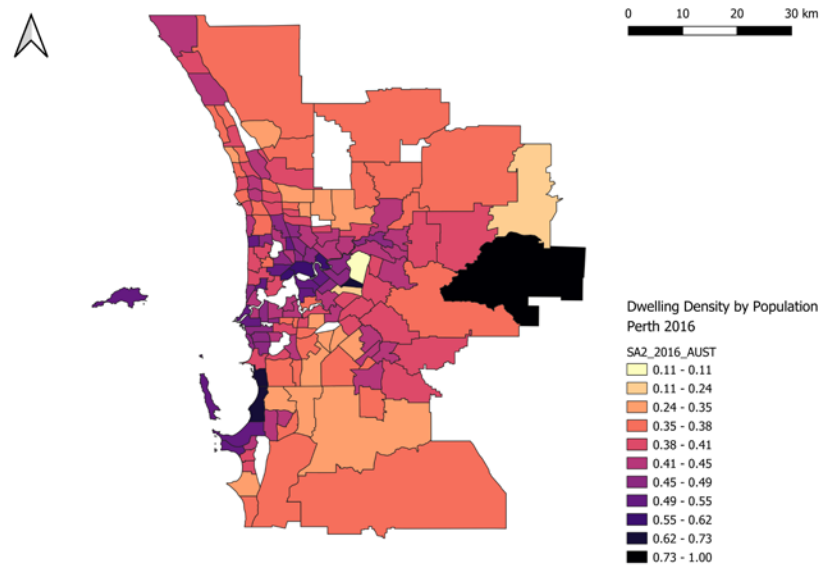 0 10 20 30 km
Dwelling Density by Population
Perth 2016
SA2_2016_AUST
0.11 - 0.11
0.11 - 0.24
0.24 - 0.35
0.35 - 0.38
0.38 - 0.41
0.41 - 0.45
0.45 - 0.49
0.49 - 0.55
0.55 - 0.62
0.62 - 0.73
0.73 - 1.00